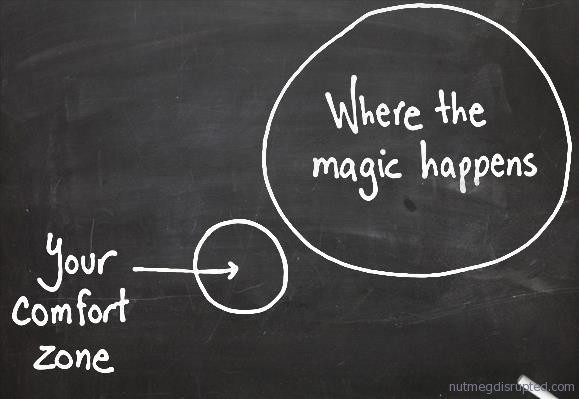 Where the
magic happens
Your
comfort
zone
nutmegdisrupted.com